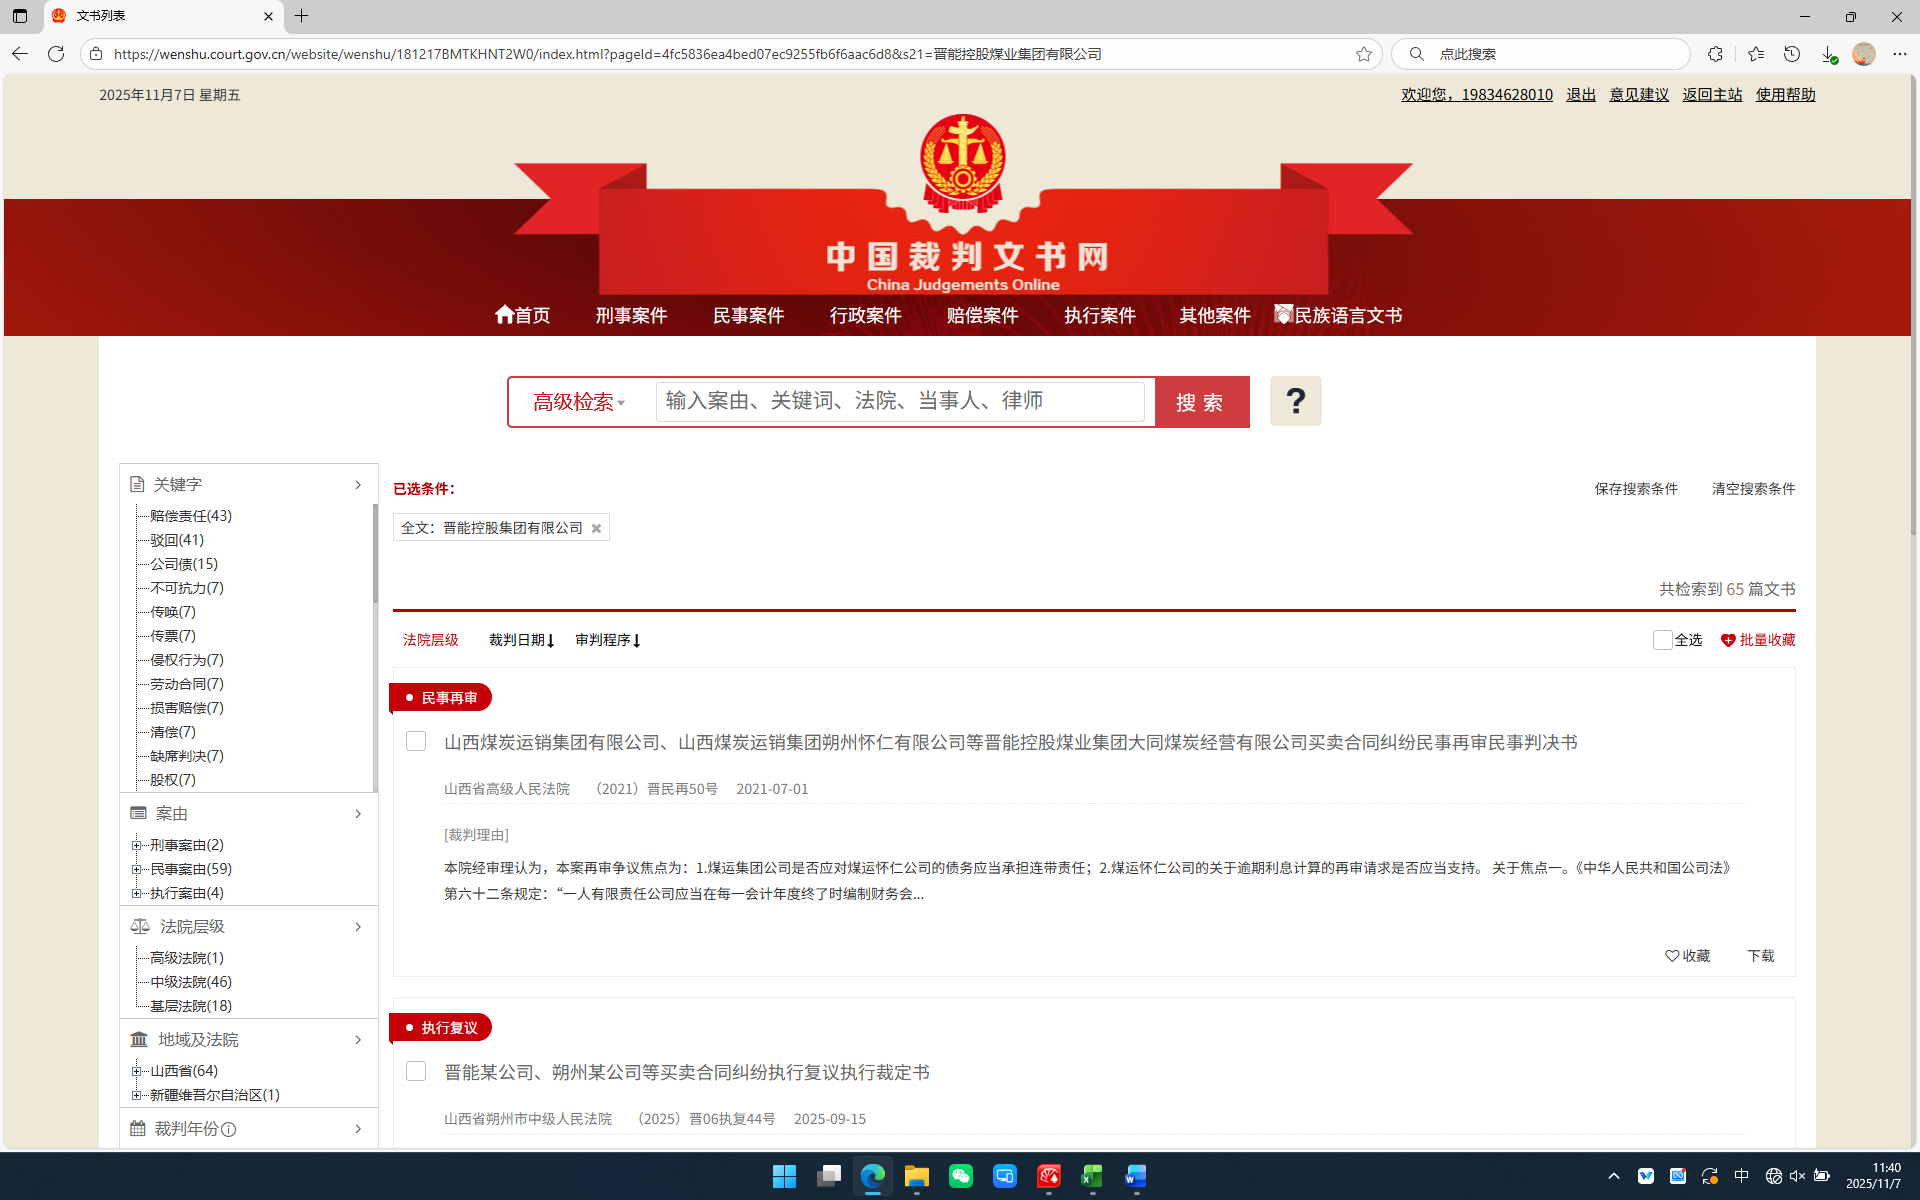 文书列表
https://wenshu.court.gov.cn/website/wenshu/181217BMTKHNT2W0/index.html?pageId=4fc5836ea4bed07ec9255fb6f6aac6d8&s21=晋能控股煤业集团有限公司
点此搜索
2025年11月7日 星期五
欢迎您，19834628010 退出 意见建议 返回主站 使用帮助
中国裁判文书网
China Judgements Online
首页 刑事案件 民事案件 行政案件 赔偿案件 执行案件 其他案件 民族语言文书
高级检索 输入案由、关键词、法院、当事人、律师 搜索 ?
关键字
赔偿责任(43)
驳回(41)
公司债(15)
不可抗力(7)
传唤(7)
传票(7)
侵权行为(7)
劳动合同(7)
损害赔偿(7)
清偿(7)
缺席判决(7)
股权(7)
案由
刑事案由(2)
民事案由(59)
执行案由(4)
法院层级
高级法院(1)
中级法院(46)
基层法院(18)
地域及法院
山西省(64)
新疆维吾尔自治区(1)
裁判年份
已选条件：
保存搜索条件 清空搜索条件
全文：晋能控股集团有限公司
共检索到 65 篇文书
法院层级 裁判日期 审判程序
全选 批量收藏
民事再审
山西煤炭运销集团有限公司、山西煤炭运销集团朔州怀仁有限公司等晋能控股煤业集团大同煤炭经营有限公司买卖合同纠纷民事再审民事判决书
山西省高级人民法院 （2021）晋民再50号 2021-07-01
[裁判理由]
本院经审理认为，本案再审争议焦点为：1.煤运集团公司是否应对煤运怀仁公司的债务应当承担连带责任；2.煤运怀仁公司的关于逾期利息计算的再审请求是否应当支持。 关于焦点一。《中华人民共和国公司法》
第六十二条规定：“一人有限责任公司应当在每一会计年度终了时编制财务会...
收藏 下载
执行复议
晋能某公司、朔州某公司等买卖合同纠纷执行复议执行裁定书
山西省朔州市中级人民法院 （2025）晋06执复44号 2025-09-15
中
11:40
2025/11/7